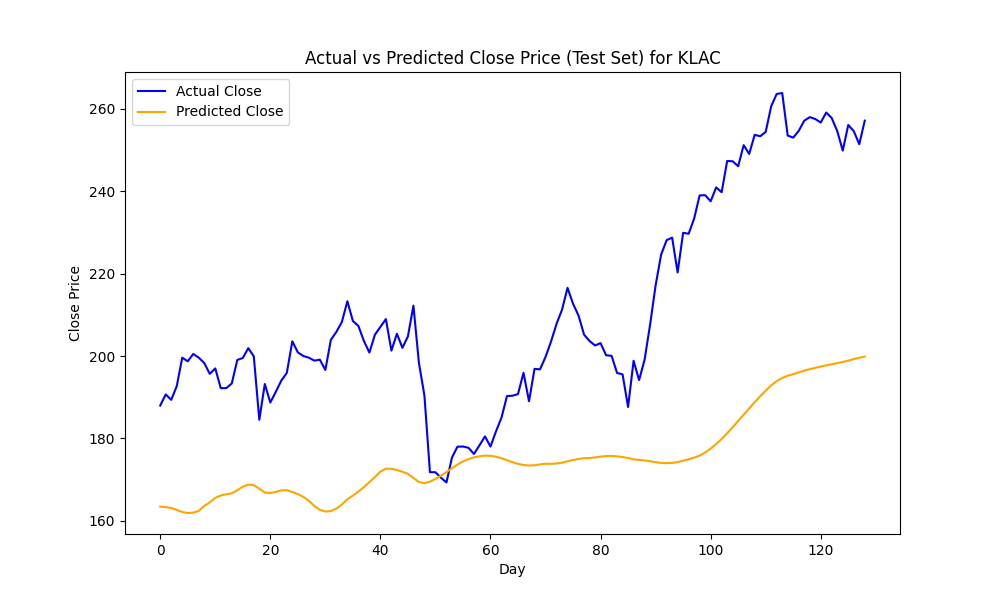 Actual vs Predicted Close Price (Test Set) for KLAC
Actual Close
Predicted Close
Close Price
260
240
220
200
180
160
0 20 40 60 80 100 120
Day